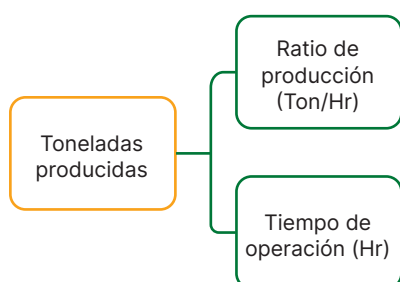 Toneladas
producidas
Ratio de
producción
(Ton/Hr)
Tiempo de
operación (Hr)